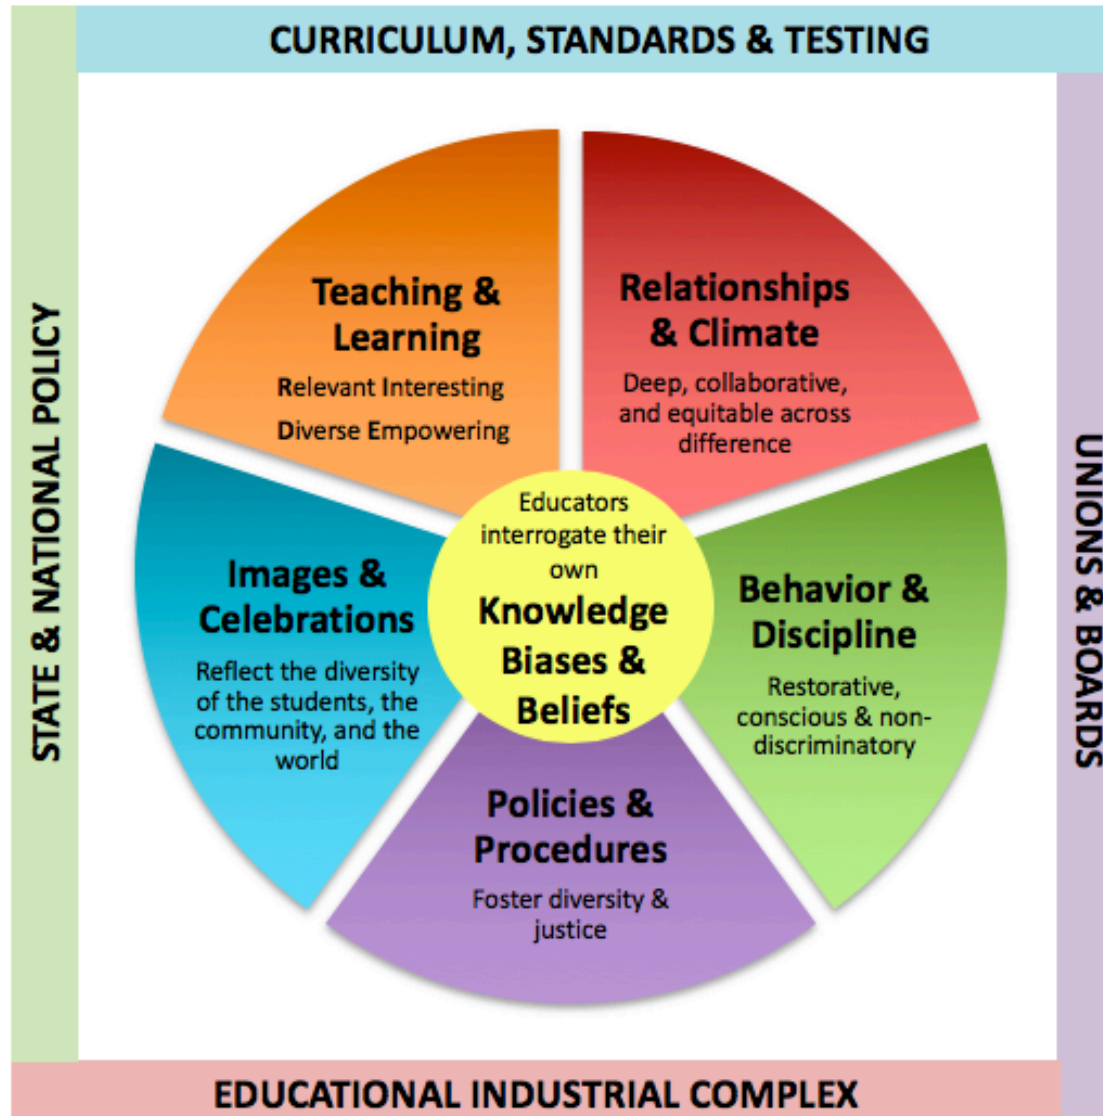 CURRICULUM, STANDARDS & TESTING
STATE & NATIONAL POLICY
Teaching &
Learning
Relevant Interesting
Diverse Empowering
Relationships
& Climate
Deep, collaborative,
and equitable across
difference
Educators
interrogate their
own
Knowledge
Biases &
Beliefs
Images &
Celebrations
Reflect the diversity
of the students, the
community, and the
world
Behavior &
Discipline
Restorative,
conscious & non-
discriminatory
Policies &
Procedures
Foster diversity &
justice
UNIONS & BOARDS
EDUCATIONAL INDUSTRIAL COMPLEX